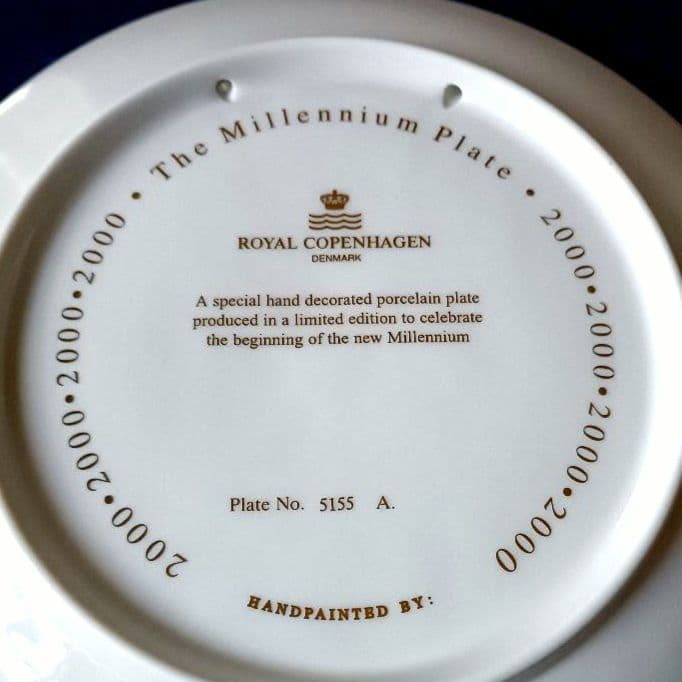 • The Millennium Plate •
2000•2000•2000•2000
ROYAL COPENHAGEN
DENMARK
A special hand decorated porcelain plate
produced in a limited edition to celebrate
the beginning of the new Millennium
Plate No. 5155 A.
2000•2000•2000•2000
HANDPAINTED BY: